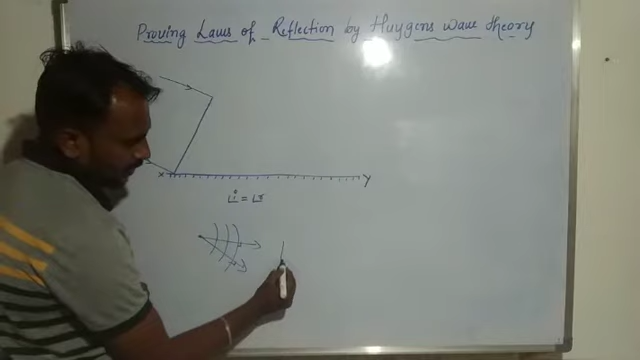 Proving Laws of Reflection by Huygens Wave Theory
X Y
∠i = ∠r